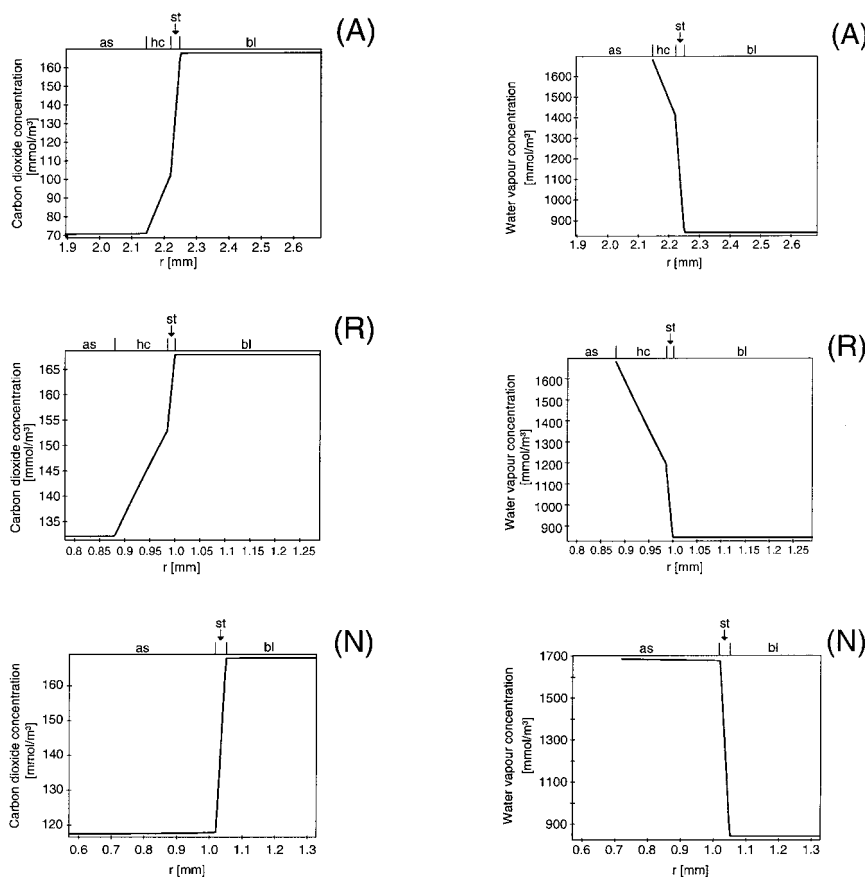 st
(A)
as hc bl
Carbon dioxide concentration
[mmol/m³]
160
150
140
130
120
110
100
90
80
70
1.9 2.0 2.1 2.2 2.3 2.4 2.5 2.6
r [mm]
st
(A)
as hc bl
Water vapour concentration
[mmol/m³]
1600
1400
1300
1200
1000
1000
900
1.9 2.0 2.1 2.2 2.3 2.4 2.5 2.6
r [mm]
st
(R)
as hc bl
Carbon dioxide concentration
[mmol/m³]
165
160
155
150
145
140
135
0.8 0.85 0.9 0.95 1.0 1.05 1.1 1.15 1.2 1.25
r [mm]
st
(R)
as hc bl
Water vapour concentration
[mmol/m³]
1600
1500
1400
1300
1200
1000
1000
900
0.8 0.85 0.9 0.95 1.0 1.05 1.1 1.15 1.2 1.25
r [mm]
st
(N)
as bl
Carbon dioxide concentration
[mmol/m³]
160
150
140
130
120
0.6 0.7 0.8 0.9 1.0 1.1 1.2 1.3
r [mm]
st
(N)
as bl
Water vapour concentration
[mmol/m³]
1700
1500
1300
1100
900
0.6 0.7 0.8 0.9 1.0 1.1 1.2 1.3
r [mm]